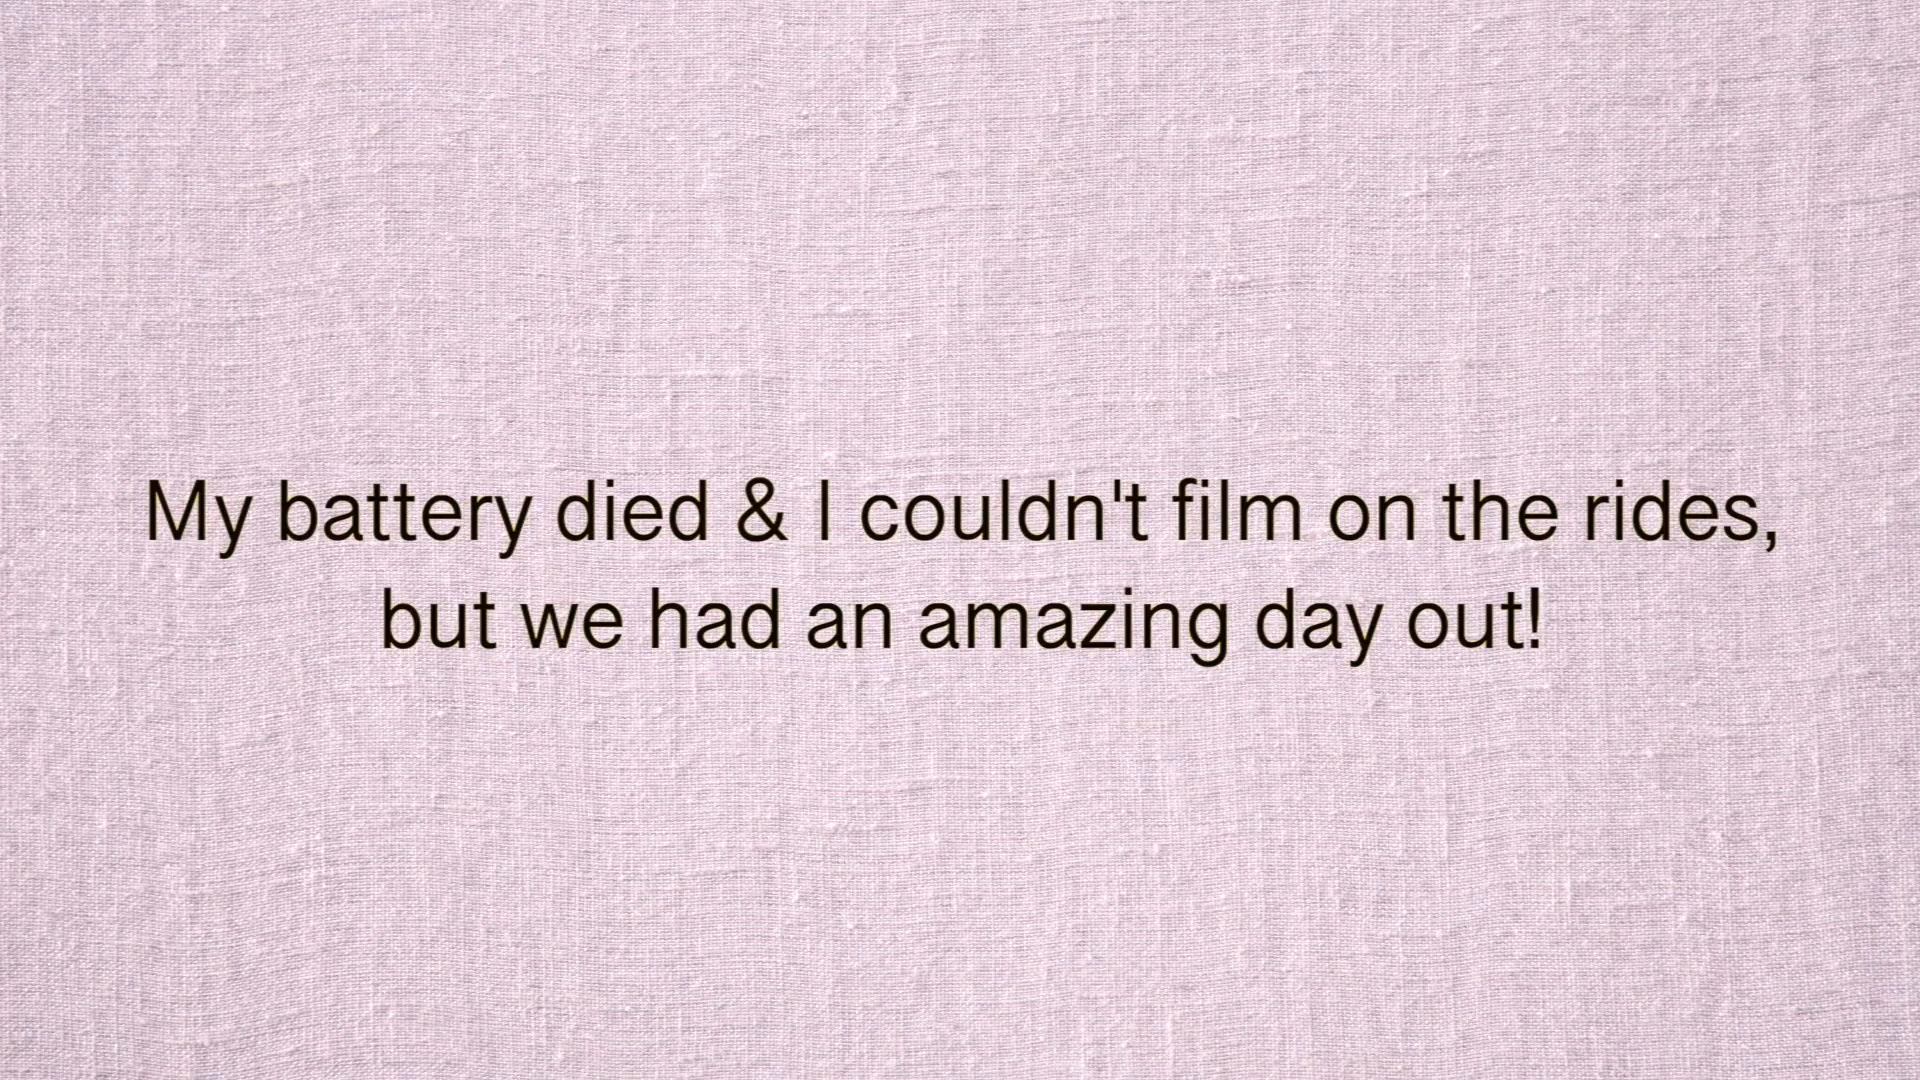 My battery died & I couldn't film on the rides,
but we had an amazing day out!